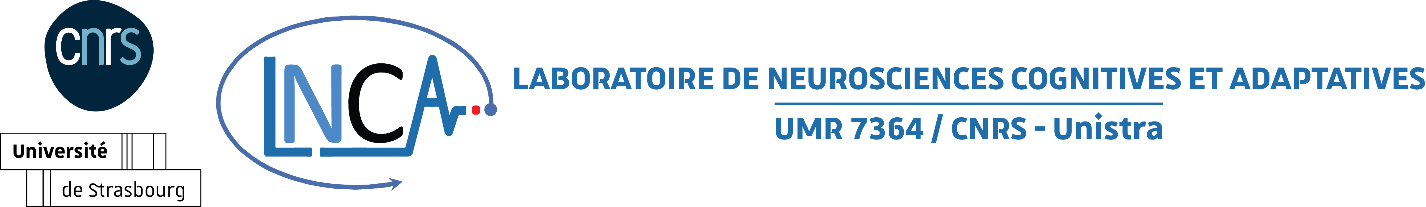 cnrs
Université
de Strasbourg
LNCA
LABORATOIRE DE NEUROSCIENCES COGNITIVES ET ADAPTATIVES
UMR 7364 / CNRS - Unistra